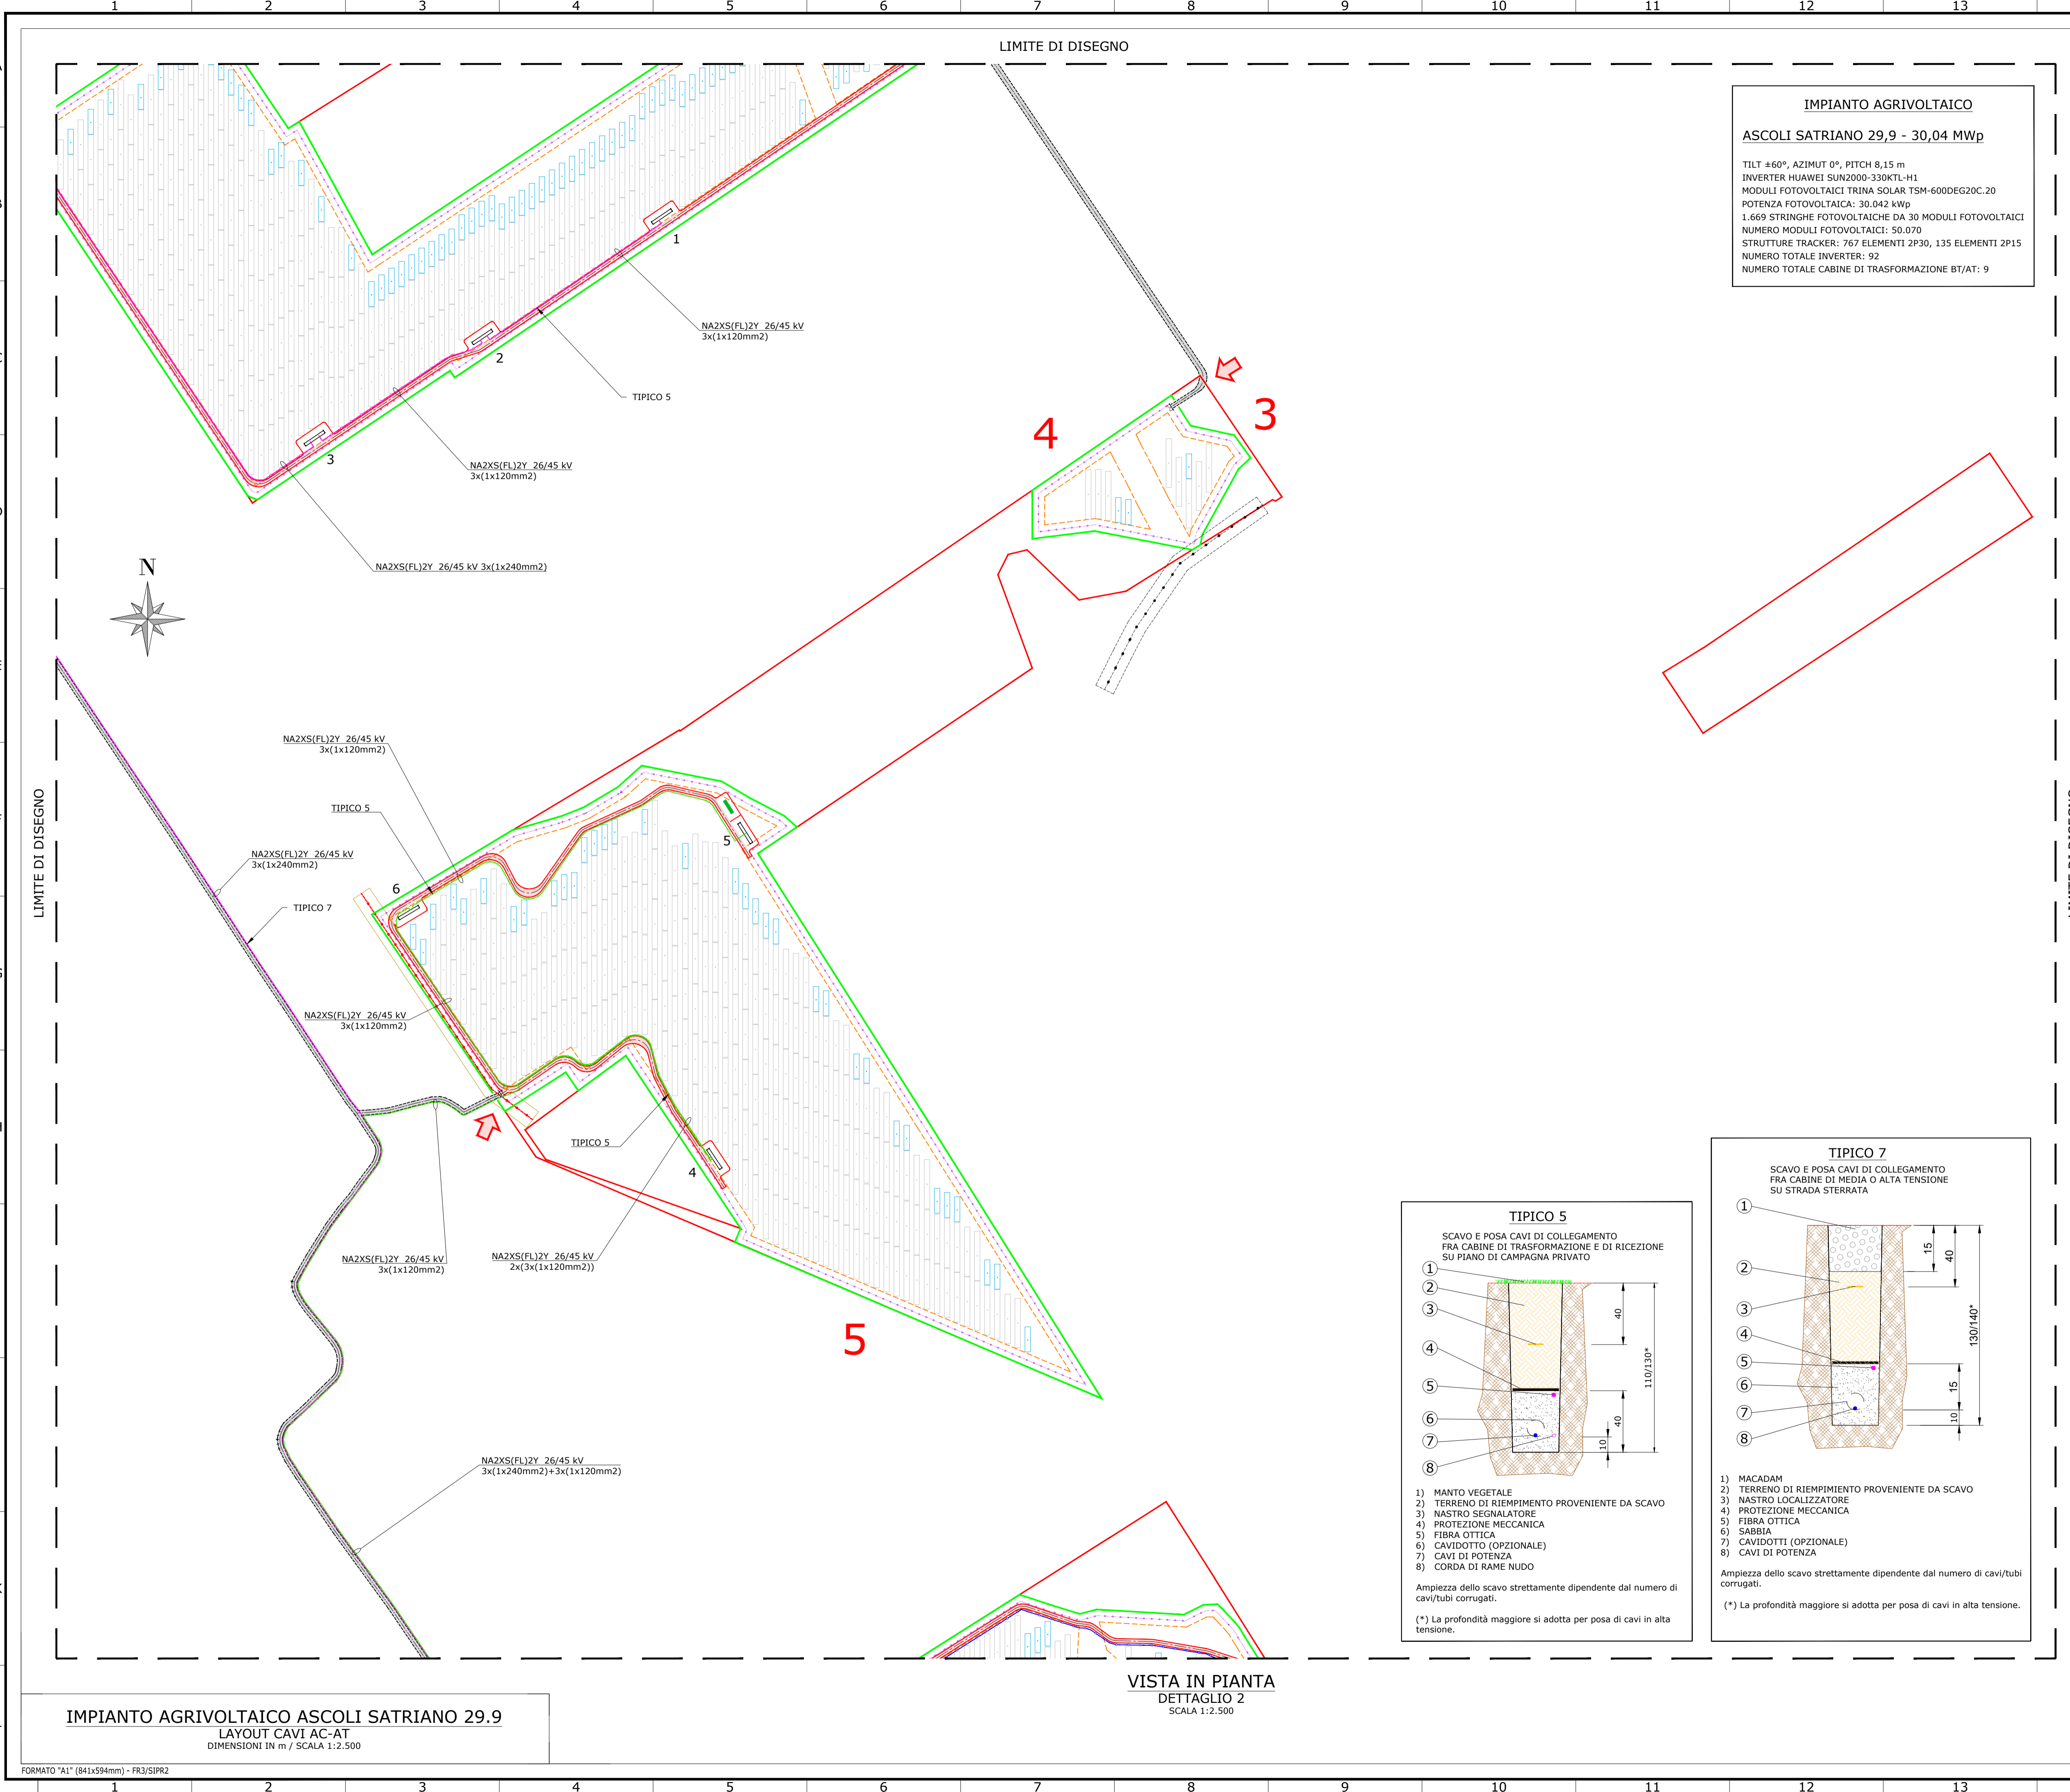 1 2 3 4 5 6 7 8 9 10 11 12 13
LIMITE DI DISEGNO
IMPIANTO AGRIVOLTAICO
ASCOLI SATRIANO 29,9 - 30,04 MWp
TILT ±60°, AZIMUT 0°, PITCH 8,15 m
INVERTER HUAWEI SUN2000-330KTL-H1
MODULI FOTOVOLTAICI TRINA SOLAR TSM-600DEG20C.20
POTENZA FOTOVOLTAICA: 30.042 kWp
1.669 STRINGHE FOTOVOLTAICHE DA 30 MODULI FOTOVOLTAICI
NUMERO MODULI FOTOVOLTAICI: 50.070
STRUTTURE TRACKER: 767 ELEMENTI 2P30, 135 ELEMENTI 2P15
NUMERO TOTALE INVERTER: 92
NUMERO TOTALE CABINE DI TRASFORMAZIONE BT/AT: 9
1
NA2XS(FL)2Y 26/45 kV
3x(1x120mm2)
2
TIPICO 5
3
4
3
NA2XS(FL)2Y 26/45 kV
3x(1x120mm2)
NA2XS(FL)2Y 26/45 kV 3x(1x240mm2)
N
NA2XS(FL)2Y 26/45 kV
3x(1x120mm2)
TIPICO 5
LIMITE DI DISEGNO
5
NA2XS(FL)2Y 26/45 kV
3x(1x240mm2)
6
TIPICO 7
NA2XS(FL)2Y 26/45 kV
3x(1x120mm2)
TIPICO 5
4
NA2XS(FL)2Y 26/45 kV
3x(1x120mm2)
NA2XS(FL)2Y 26/45 kV
2x(3x(1x120mm2))
5
NA2XS(FL)2Y 26/45 kV
3x(1x240mm2)+3x(1x120mm2)
TIPICO 5
SCAVO E POSA CAVI DI COLLEGAMENTO
FRA CABINE DI TRASFORMAZIONE E DI RICEZIONE
SU PIANO DI CAMPAGNA PRIVATO
1
2
3
4
5
6
7
8
40
110/130*
40
10
1) MANTO VEGETALE
2) TERRENO DI RIEMPIMENTO PROVENIENTE DA SCAVO
3) NASTRO SEGNALATORE
4) PROTEZIONE MECCANICA
5) FIBRA OTTICA
6) CAVIDOTTO (OPZIONALE)
7) CAVI DI POTENZA
8) CORDA DI RAME NUDO
Ampiezza dello scavo strettamente dipendente dal numero di
cavi/tubi corrugati.
(*) La profondità maggiore si adotta per posa di cavi in alta
tensione.
TIPICO 7
SCAVO E POSA CAVI DI COLLEGAMENTO
FRA CABINE DI MEDIA O ALTA TENSIONE
SU STRADA STERRATA
1
2
3
4
5
6
7
8
15
40
130/140*
15
10
1) MACADAM
2) TERRENO DI RIEMPIMIENTO PROVENIENTE DA SCAVO
3) NASTRO LOCALIZZATORE
4) PROTEZIONE MECCANICA
5) FIBRA OTTICA
6) SABBIA
7) CAVIDOTTI (OPZIONALE)
8) CAVI DI POTENZA
Ampiezza dello scavo strettamente dipendente dal numero di cavi/tubi
corrugati.
(*) La profondità maggiore si adotta per posa di cavi in alta tensione.
VISTA IN PIANTA
DETTAGLIO 2
SCALA 1:2.500
IMPIANTO AGRIVOLTAICO ASCOLI SATRIANO 29.9
LAYOUT CAVI AC-AT
DIMENSIONI IN m / SCALA 1:2.500
FORMATO "A1" (841x594mm) - FR3/SIPR2
1 2 3 4 5 6 7 8 9 10 11 12 13